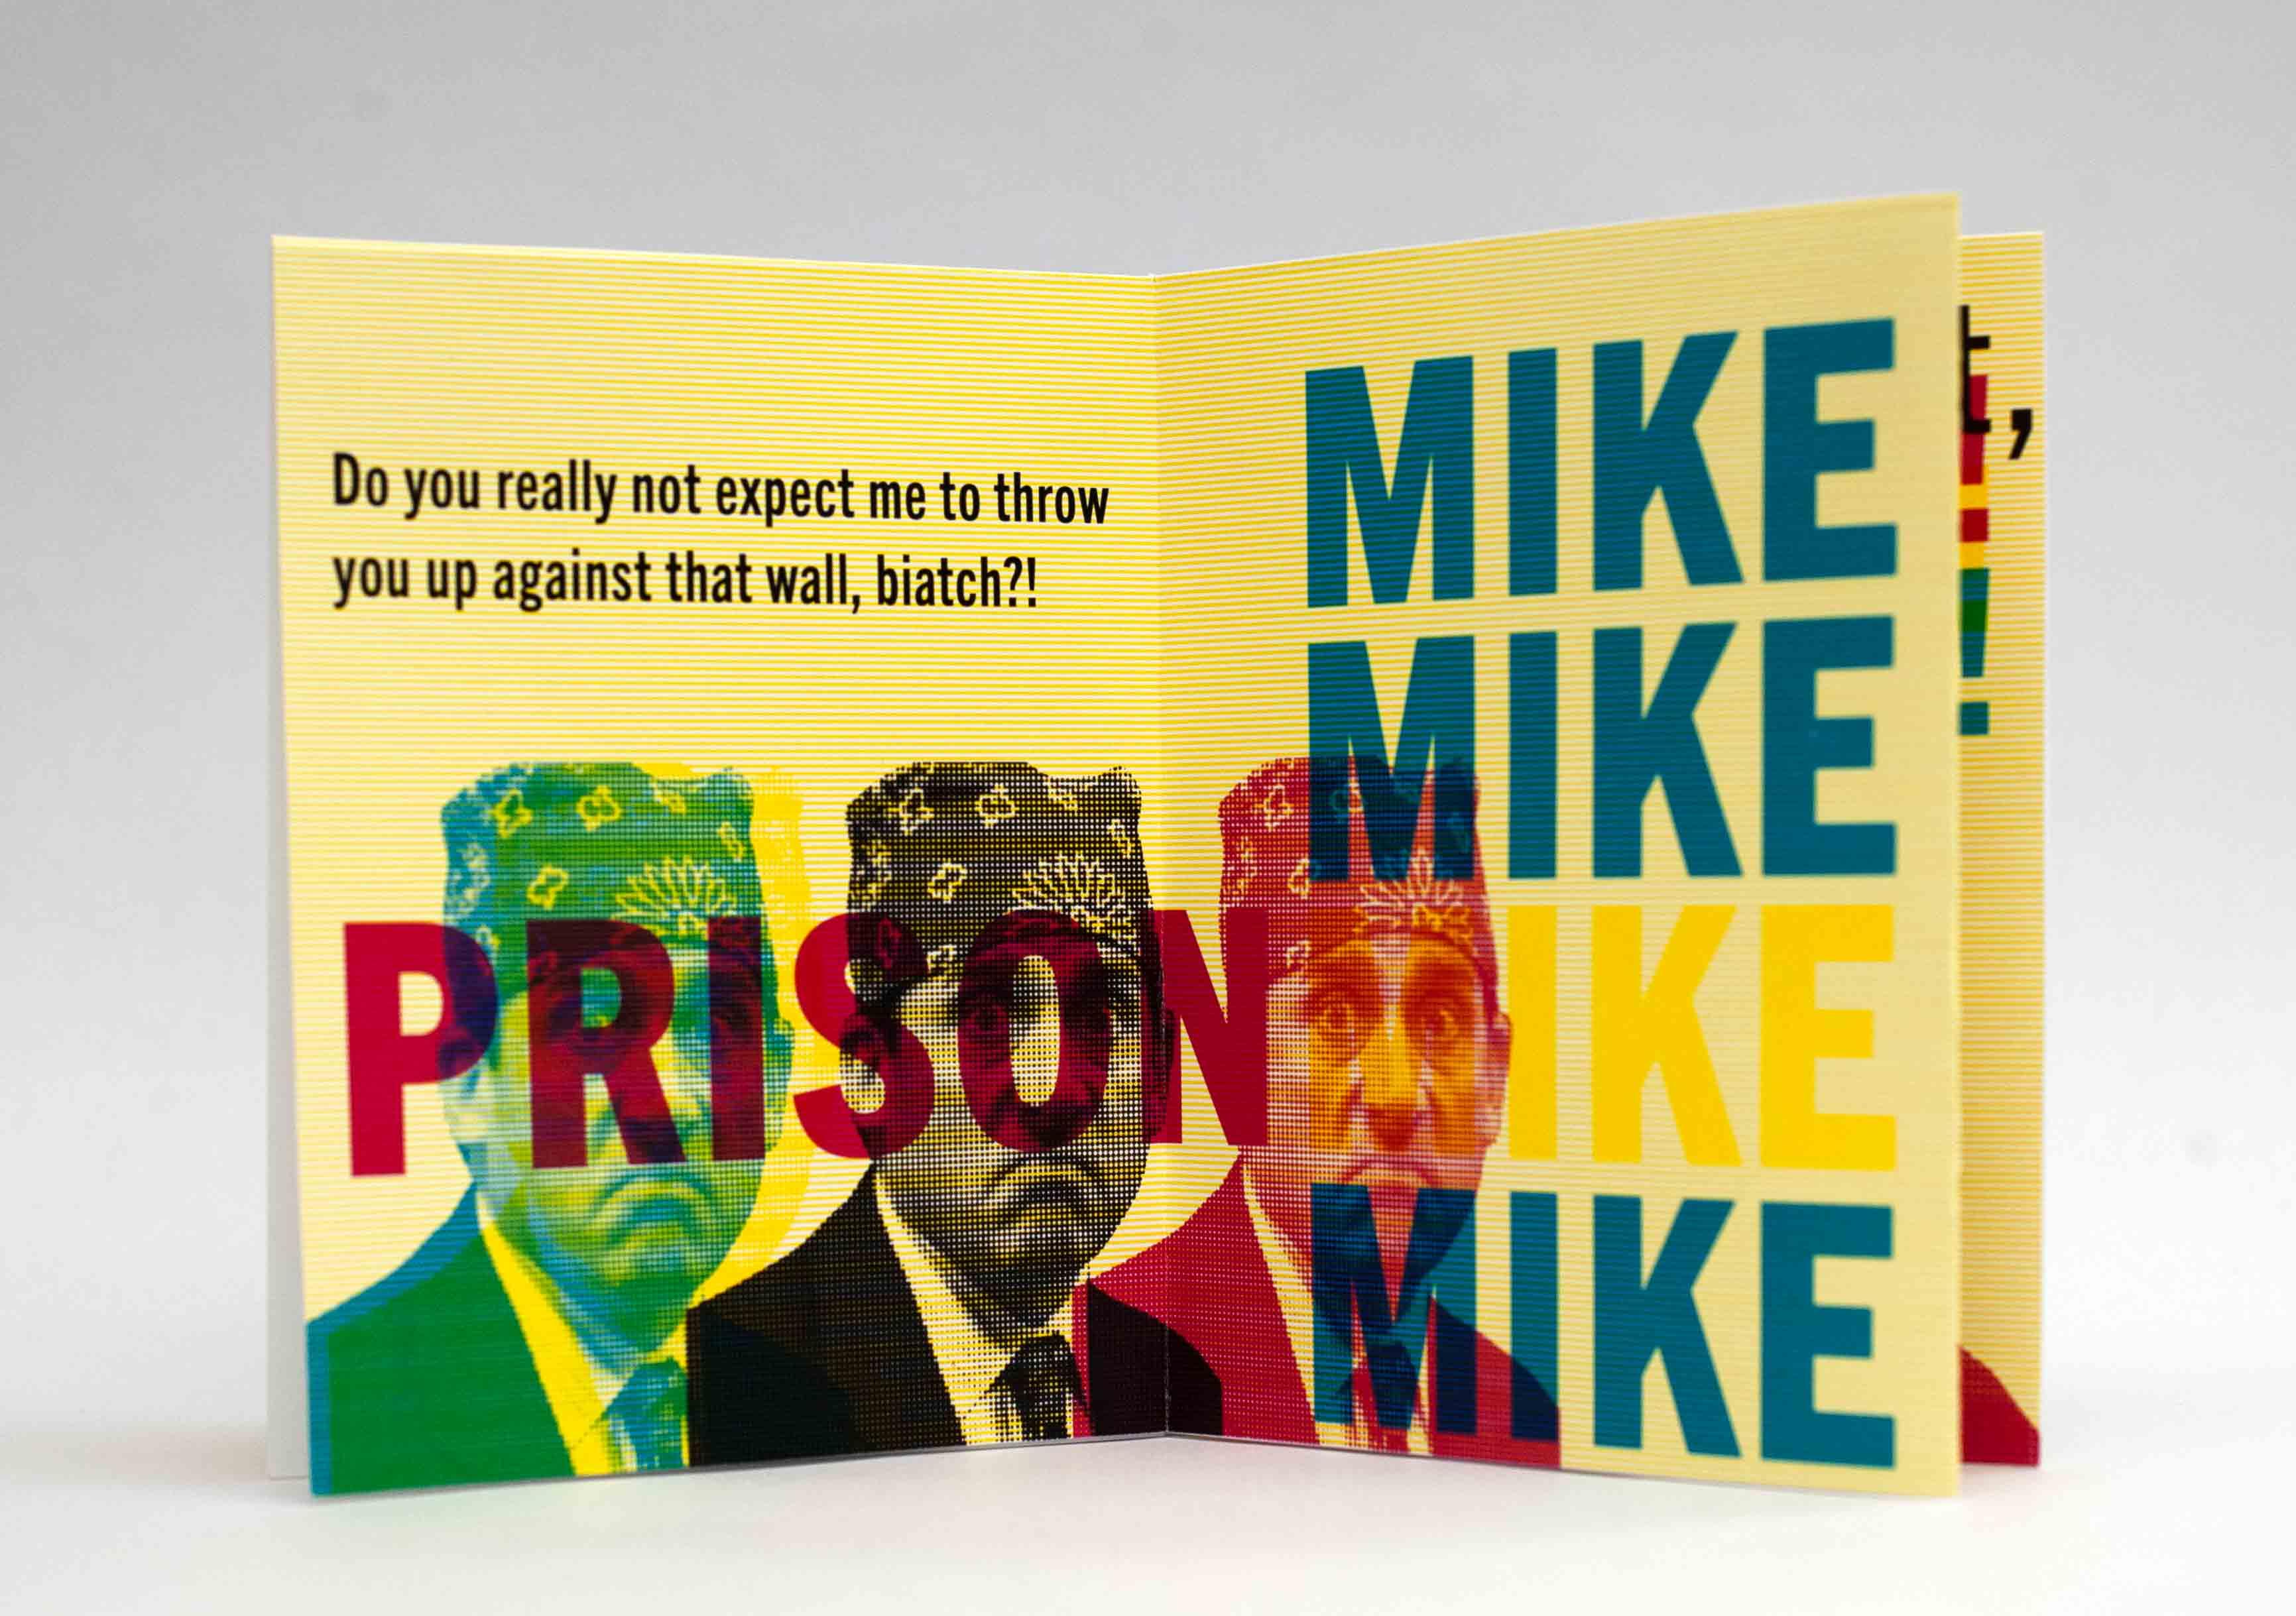 Do you really not expect me to throw
you up against that wall, biatch?!
PRISON
MIKE
MIKE
MIKE
MIKE
t,
!